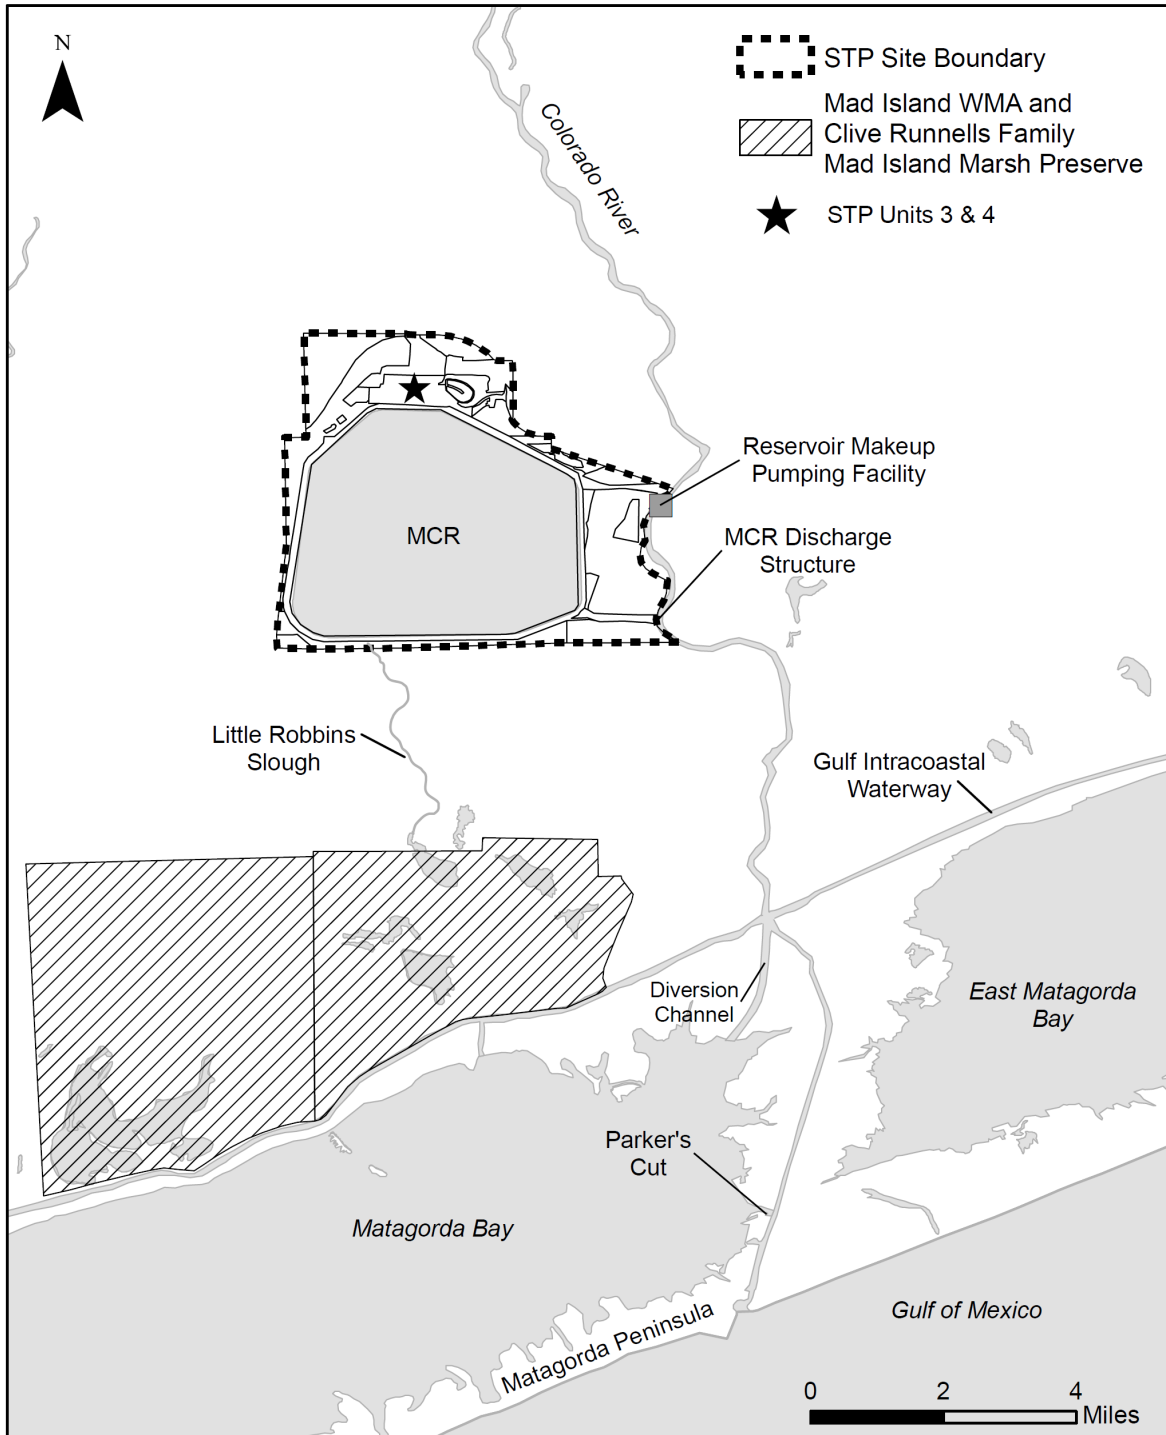 N
STP Site Boundary
Mad Island WMA and
Clive Runnells Family
Mad Island Marsh Preserve
STP Units 3 & 4
Colorado River
Reservoir Makeup
Pumping Facility
MCR
MCR Discharge
Structure
Little Robbins
Slough
Gulf Intracoastal
Waterway
Diversion
Channel
East Matagorda
Bay
Parker's
Cut
Matagorda Bay
Matagorda Peninsula
Gulf of Mexico
0 2 4
Miles